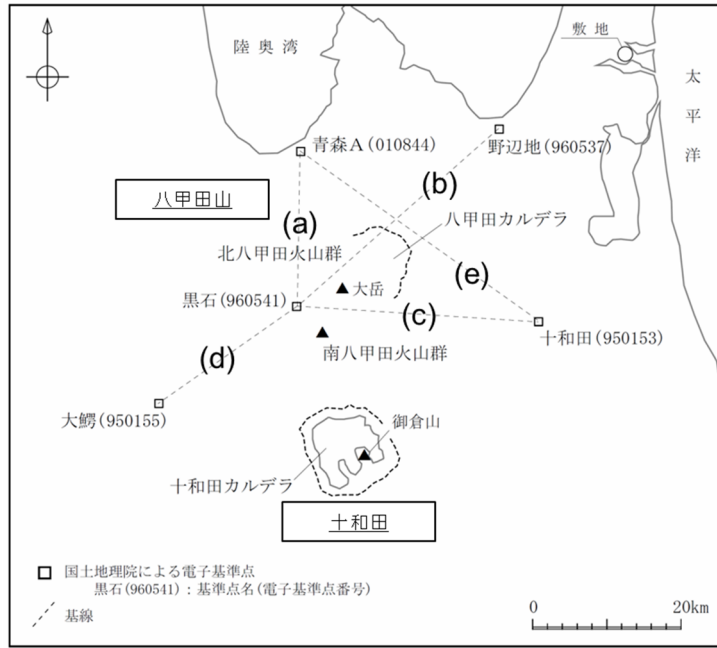 敷地
陸奥湾
太平洋
青森A(010844)
野辺地(960537)
(b)
八甲田山
(a)
八甲田カルデラ
北八甲田火山群
(e)
大岳
黒石(960541)
(c)
十和田(950153)
南八甲田火山群
(d)
大鰐(950155)
御倉山
十和田カルデラ
十和田
国土地理院による電子基準点
黒石(960541)：基準点名(電子基準点番号)
基線
0 20km